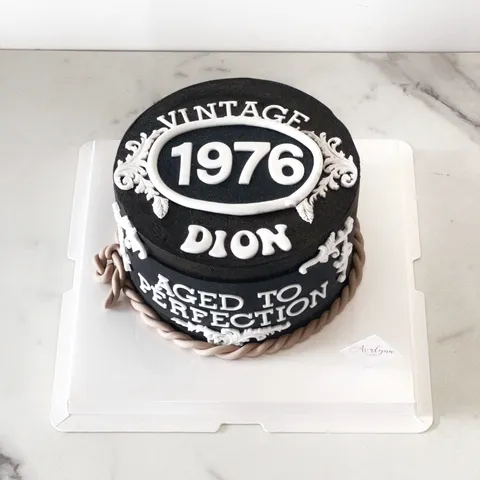 VINTAGE
1976
DION
AGED TO
PERFECTION